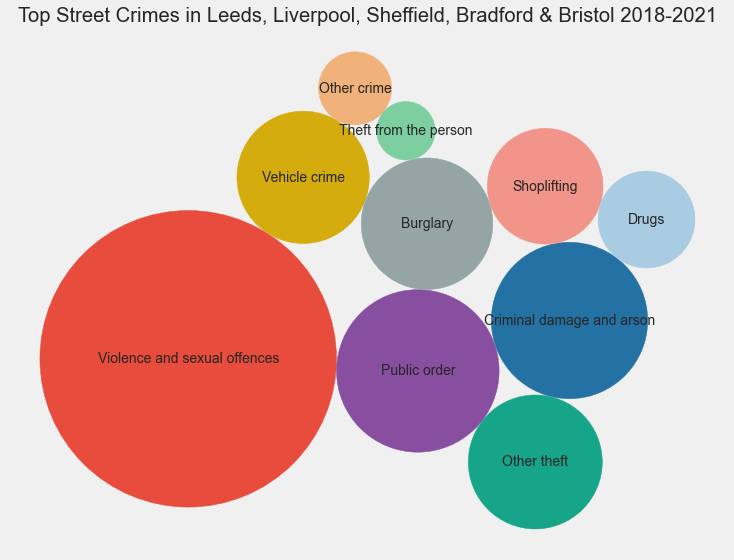 Top Street Crimes in Leeds, Liverpool, Sheffield, Bradford & Bristol 2018-2021
Other crime
Theft from the person
Vehicle crime
Shoplifting
Burglary
Drugs
Criminal damage and arson
Violence and sexual offences
Public order
Other theft